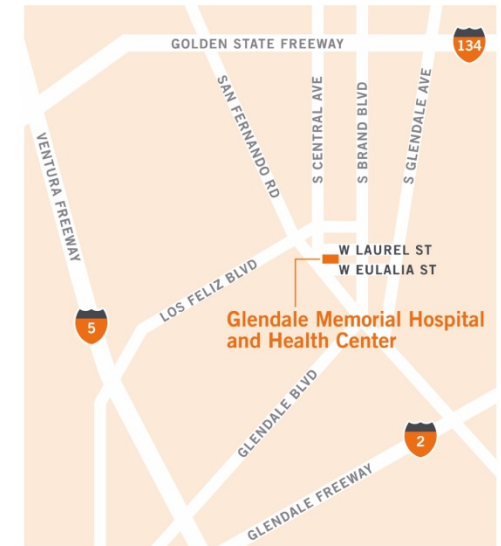 GOLDEN STATE FREEWAY
134
SAN FERNANDO RD
S CENTRAL AVE
S BRAND BLVD
S GLENDALE AVE
VENTURA FREEWAY
W LAUREL ST
W EULALIA ST
LOS FELIZ BLVD
5
Glendale Memorial Hospital
and Health Center
GLENDALE BLVD
2
GLENDALE FREEWAY